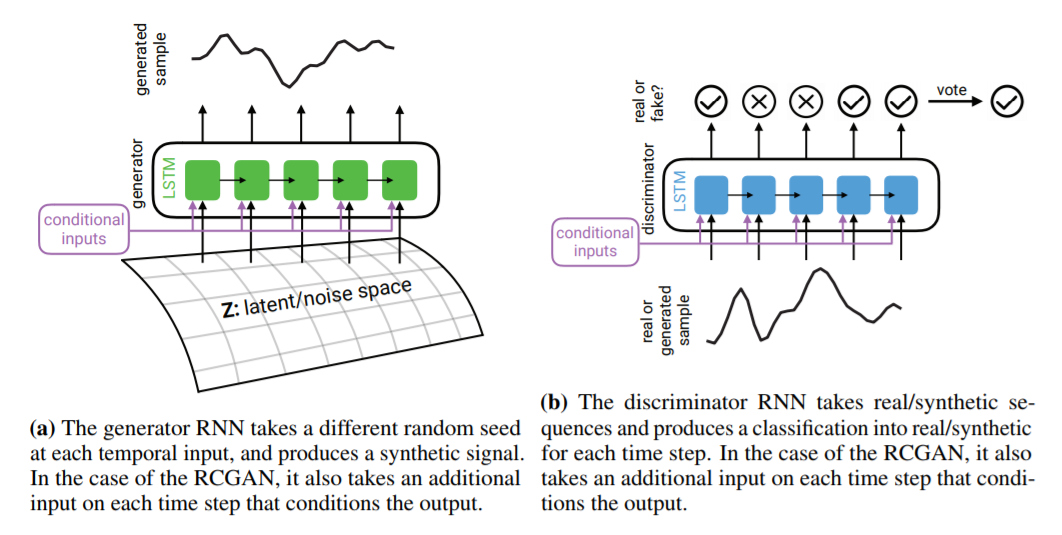 generated
sample
generator
LSTM
conditional
inputs
Z: latent/noise space
(a) The generator RNN takes a different random seed
at each temporal input, and produces a synthetic signal.
In the case of the RCGAN, it also takes an additional
input on each time step that conditions the output.
real or
fake?
vote
discriminator
LSTM
conditional
inputs
real or
generated
sample
(b) The discriminator RNN takes real/synthetic se-
quences and produces a classification into real/synthetic
for each time step. In the case of the RCGAN, it also
takes an additional input on each time step that condi-
tions the output.